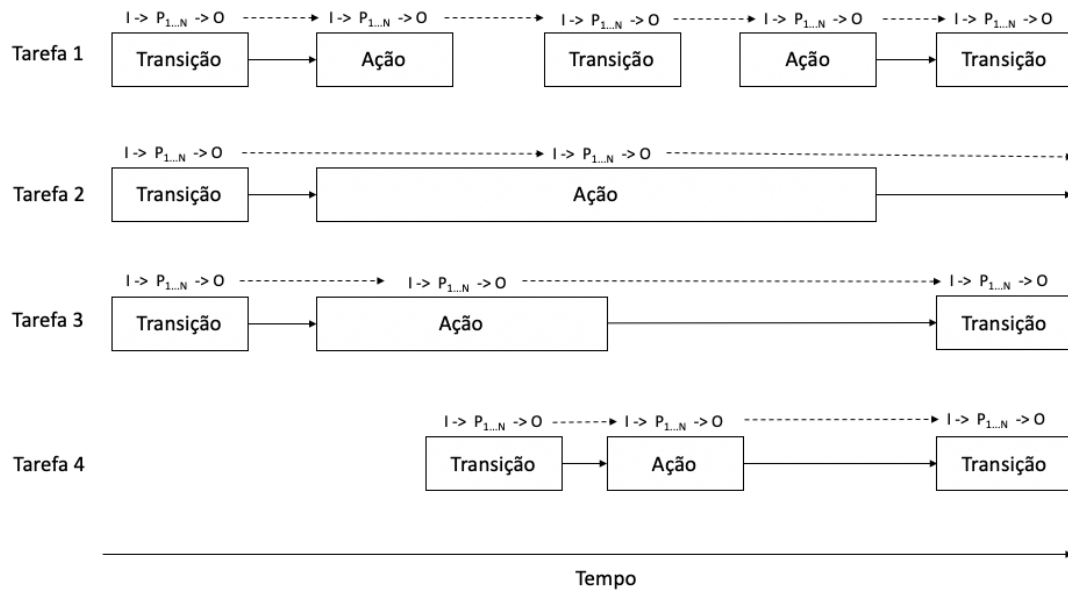 I -> P1...N -> O I -> P1...N -> O I -> P1...N -> O I -> P1...N -> O I -> P1...N -> O
Tarefa 1 Transição Ação Transição Ação Transição
I -> P1...N -> O I -> P1...N -> O
Tarefa 2 Transição Ação
I -> P1...N -> O I -> P1...N -> O I -> P1...N -> O
Tarefa 3 Transição Ação Transição
I -> P1...N -> O I -> P1...N -> O I -> P1...N -> O
Tarefa 4 Transição Ação Transição
Tempo